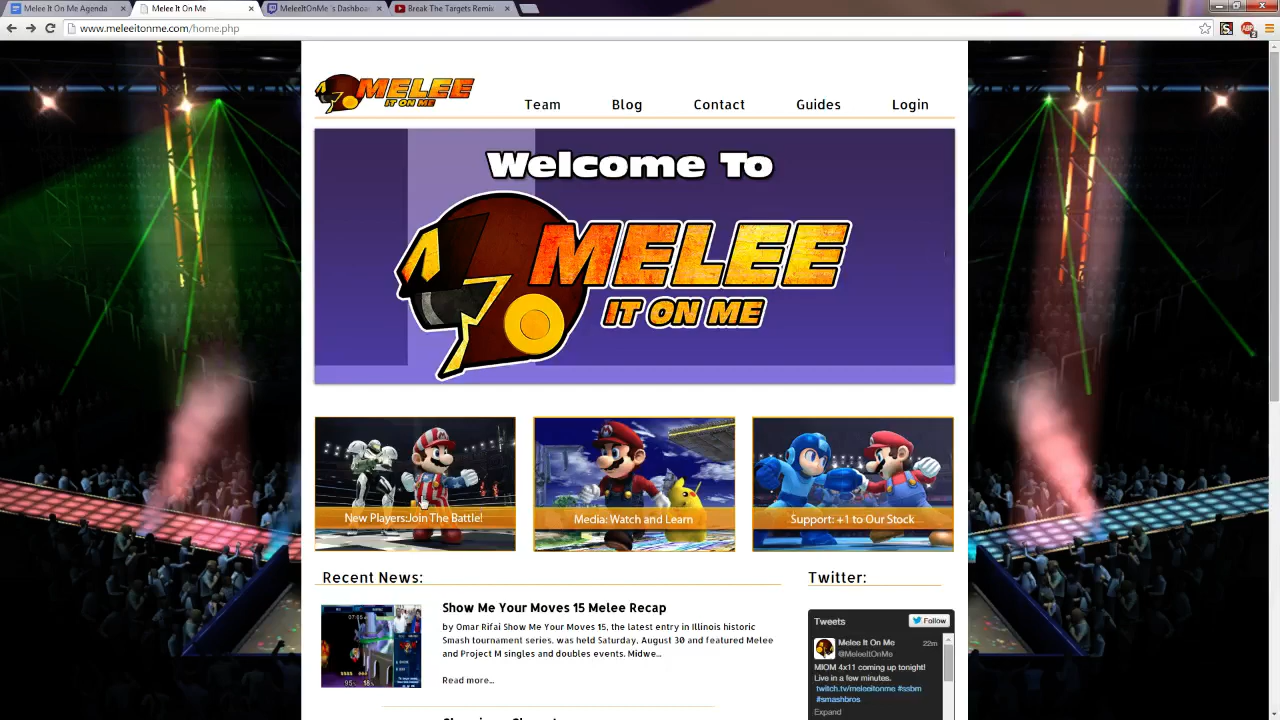 Melee It On Me Agenda
Melee It On Me
MeleeItOnMe 's Dashboa
Break The Targets Remix
www.meleeitonme.com/home.php
MELEE
IT ON ME
Team
Blog
Contact
Guides
Login
Welcome To
MELEE
IT ON ME
New Players:Join The Battle!
Media: Watch and Learn
Support: +1 to Our Stock
Recent News:
Twitter:
Show Me Your Moves 15 Melee Recap
by Omar Rifai Show Me Your Moves 15, the latest entry in Illinois historic
Smash tournament series, was held Saturday, August 30 and featured Melee
and Project M singles and doubles events. Midwe...
Read more...
Tweets
Follow
Melee It On Me
22m
@MeleeItOnMe
MIOM 4x11 coming up tonight!
Live in a few minutes.
twitch.tv/meleeitonme #ssbm
#smashbros
Expand